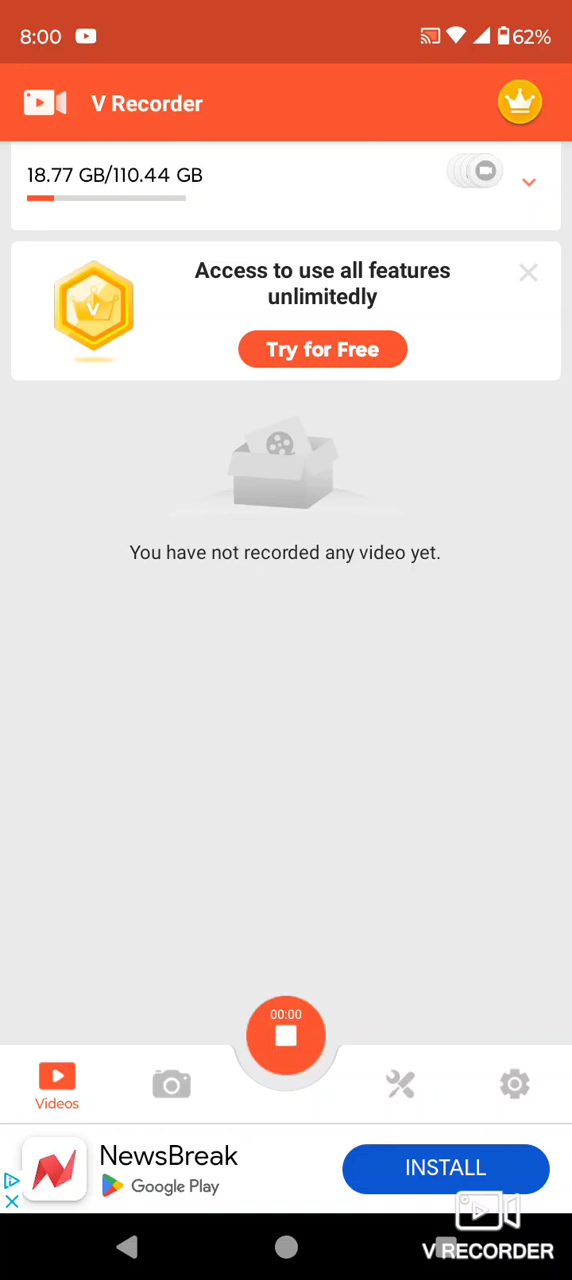 8:00
62%
V Recorder
18.77 GB/110.44 GB
Access to use all features
unlimitedly
V
Try for Free
You have not recorded any video yet.
00:00
Videos
NewsBreak
Google Play
INSTALL
V RECORDER